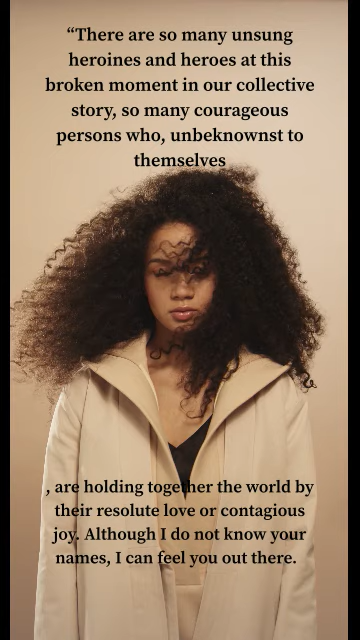 “There are so many unsung
heroines and heroes at this
broken moment in our collective
story, so many courageous
persons who, unbeknownst to
themselves
, are holding together the world by
their resolute love or contagious
joy. Although I do not know your
names, I can feel you out there.